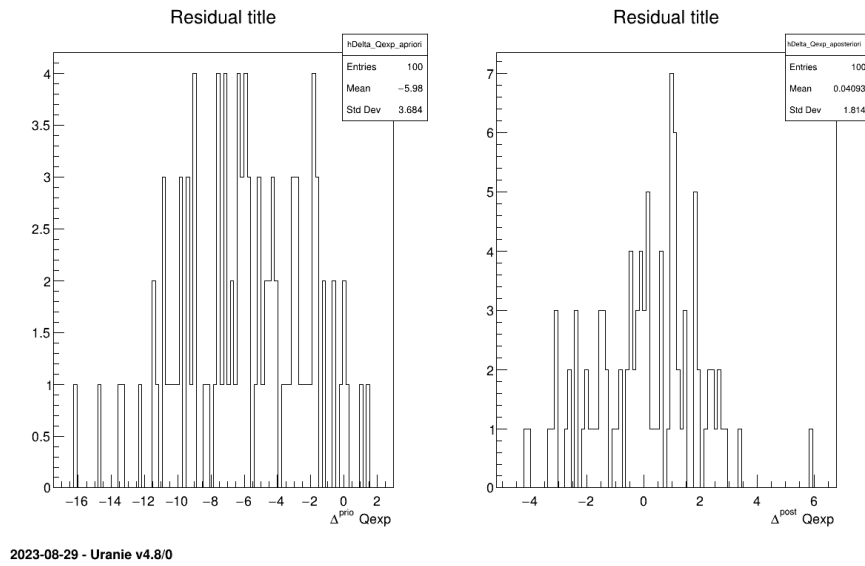 Residual title
hDelta_Qexp_apriori
Entries 100
Mean −5.98
Std Dev 3.684
4
3.5
3
2.5
2
1.5
1
0.5
0
−16 −14 −12 −10 −8 −6 −4 −2 0 2
Δ^prio Qexp
Residual title
hDelta_Qexp_aposteriori
Entries 100
Mean 0.04093
Std Dev 1.814
7
6
5
4
3
2
1
0
−4 −2 0 2 4 6
Δ^post Qexp
2023-08-29 - Uranie v4.8/0